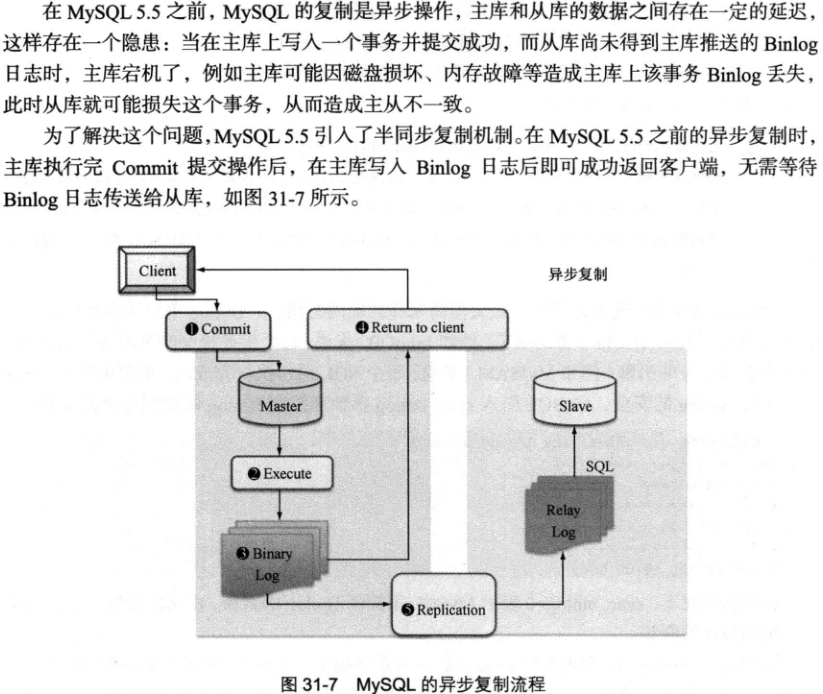 在 MySQL 5.5 之前，MySQL 的复制是异步操作，主库和从库的数据之间存在一定的延迟，
这样存在一个隐患：当在主库上写入一个事务并提交成功，而从库尚未得到主库推送的 Binlog
日志时，主库宕机了，例如主库可能因磁盘损坏、内存故障等造成主库上该事务 Binlog 丢失，
此时从库就可能损失这个事务，从而造成主从不一致。
为了解决这个问题，MySQL 5.5 引入了半同步复制机制。在 MySQL 5.5 之前的异步复制时，
主库执行完 Commit 提交操作后，在主库写入 Binlog 日志后即可成功返回客户端，无需等待
Binlog 日志传送给从库，如图 31-7 所示。
Client
异步复制
❶Commit
❹Return to client
Master
Slave
❷Execute
SQL
Relay
Log
❸Binary
Log
❺Replication
图 31-7 MySQL 的异步复制流程